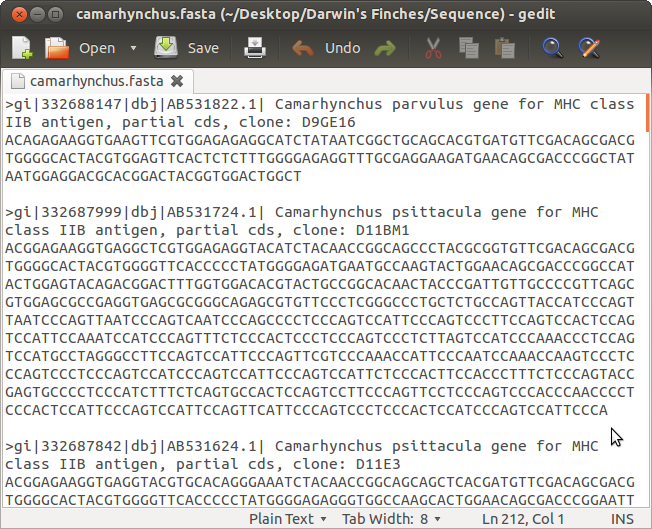 camarhynchus.fasta (~/Desktop/Darwin's Finches/Sequence) - gedit
Open Save Undo
camarhynchus.fasta
>gi|332688147|dbj|AB531822.1| Camarhynchus parvulus gene for MHC class
IIB antigen, partial cds, clone: D9GE16
ACAGAGAAGGTGAAGTTCGTGGAGAGAGGCATCTATAATCGGCTGCAGCACGTGATGTTCGACAGCGACG
TGGGGCACTACGTGGAGTTCACTCTCTTTGGGGAGAGGTTTGCGAGGAAGATGAACAGCGACCCGGCTAT
AATGGAGGACGCACGGACTACGGTGGACTGGCT
>gi|332687999|dbj|AB531724.1| Camarhynchus psittacula gene for MHC
class IIB antigen, partial cds, clone: D11BM1
ACGGAGAAGGTGAGGCTCGTGGAGAGGTACATCTACAACCGGCAGCCCTACGCGGTGTTCGACAGCGACG
TGGGGCACTACGTGGGGTTCACCCCCTATGGGGAGATGAATGCCAAGTACTGGAACAGCGACCCGGCCAT
ACTGGAGTACAGACGGACTTTGGTGGACACGTACTGCCGGCACAACTACCCGATTGTTGCCCCGTTCAGC
GTGGAGCGCCGAGGTGAGCGCGGGCAGAGCGTGTTCCCTCGGGCCCTGCTCTGCCAGTTACCATCCCAGT
TAATCCCAGTTAATCCCAGTCAATCCCAGCCCCTCCCAGTCCATTCCCAGTCCCTTCCAGTCCACTCCAG
TCCATTCCAAATCCATCCCAGTTTCTCCCACTCCCTCCCAGTCCCTCTTAGTCCATCCCAAACCCTCCAG
TCCATGCCTAGGGCCTTCCAGTCCATTCCCAGTTCGTCCCAAACCATTCCCAATCCAAACCAAGTCCCTC
CCAGTCCCTCCCAGTCCATCCCAGTCCATTCCCAGTCCATTCTCCCACTTCCACCCTTTCTCCCAGTACC
GAGTGCCCCTCCCATCTTTCTCAGTGCCACTCCAGTCCTTCCCAGTTCCTCCCAGTCCCACCCAACCCCT
CCCACTCCATTCCCAGTCCATTCCAGTTCATTCCCAGTCCCTCCCACTCCATCCCAGTCCATTCCCA
>gi|332687842|dbj|AB531624.1| Camarhynchus psittacula gene for MHC
class IIB antigen, partial cds, clone: D11E3
ACGGAGAAGGTGAGGTACGTGCACAGGGAAATCTACAACCGGCAGCAGCTCACGATGTTCGACAGCGACG
TGGGGCACTACGTGGGGTTCACCCCCTATGGGGAGAGGGTGGCCAAGCACTGGAACAGCGACCCGGAATT
Plain Text Tab Width: 8 Ln 212, Col 1 INS